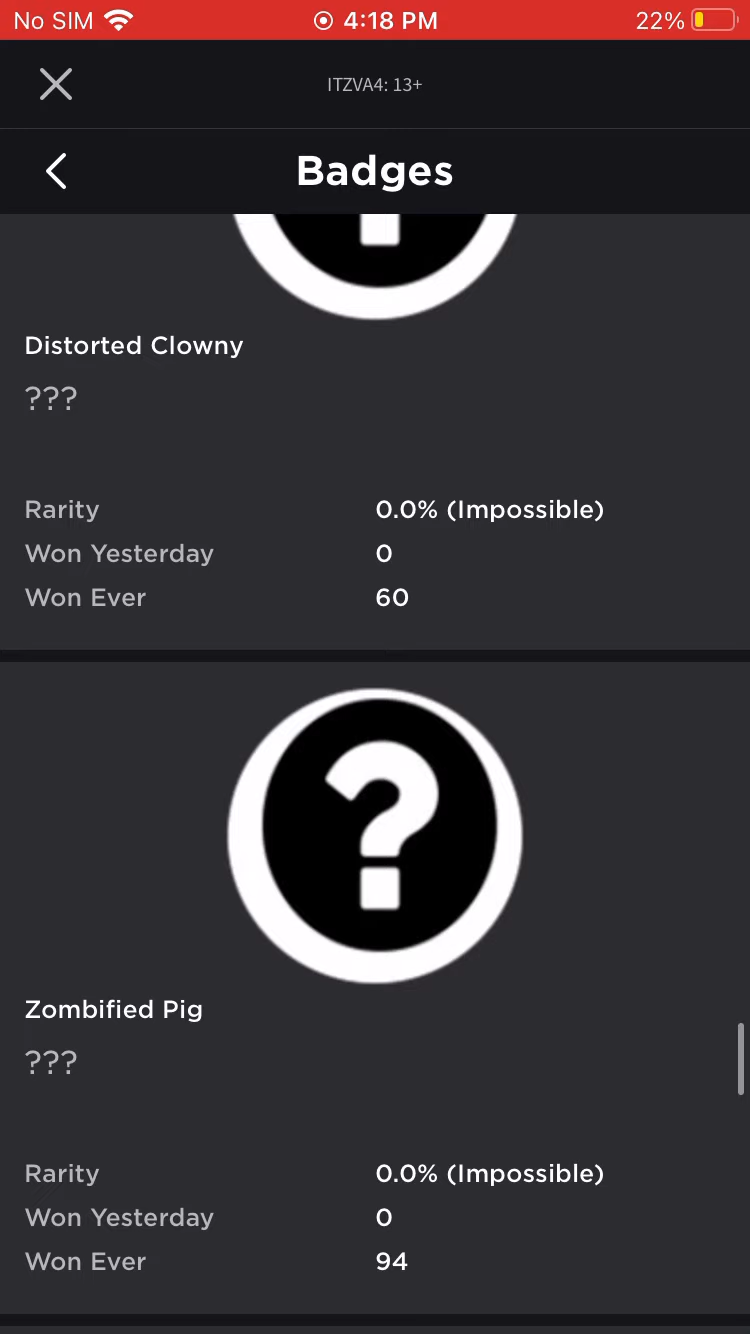 No SIM 4:18 PM 22%
ITZVA4: 13+
Badges
Distorted Clowny
???
Rarity 0.0% (Impossible)
Won Yesterday 0
Won Ever 60
?
Zombified Pig
???
Rarity 0.0% (Impossible)
Won Yesterday 0
Won Ever 94